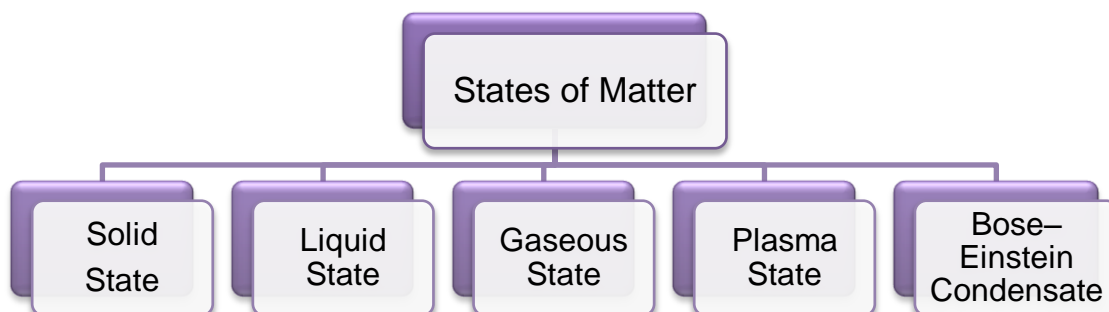 States of Matter
Solid
State
Liquid
State
Gaseous
State
Plasma
State
Bose–
Einstein
Condensate